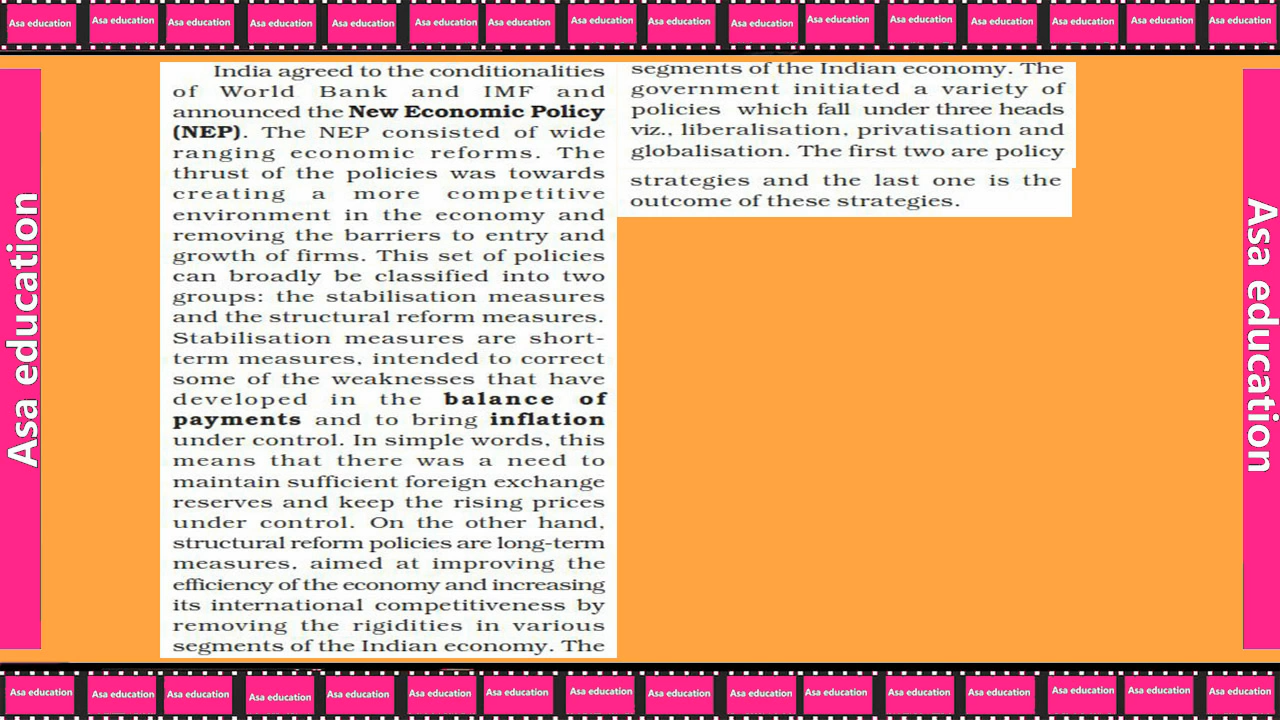 Asa education Asa education Asa education Asa education Asa education Asa education Asa education Asa education Asa education Asa education Asa education Asa education Asa education Asa education Asa education Asa education
Asa education
India agreed to the conditionalities
of World Bank and IMF and
announced the New Economic Policy
(NEP). The NEP consisted of wide
ranging economic reforms. The
thrust of the policies was towards
creating a more competitive
environment in the economy and
removing the barriers to entry and
growth of firms. This set of policies
can broadly be classified into two
groups: the stabilisation measures
and the structural reform measures.
Stabilisation measures are short-
term measures, intended to correct
some of the weaknesses that have
developed in the balance of
payments and to bring inflation
under control. In simple words, this
means that there was a need to
maintain sufficient foreign exchange
reserves and keep the rising prices
under control. On the other hand,
structural reform policies are long-term
measures, aimed at improving the
efficiency of the economy and increasing
its international competitiveness by
removing the rigidities in various
segments of the Indian economy. The
segments of the Indian economy. The
government initiated a variety of
policies which fall under three heads
viz., liberalisation, privatisation and
globalisation. The first two are policy
strategies and the last one is the
outcome of these strategies.
Asa education
Asa education Asa education Asa education Asa education Asa education Asa education Asa education Asa education Asa education Asa education Asa education Asa education Asa education Asa education Asa education Asa education